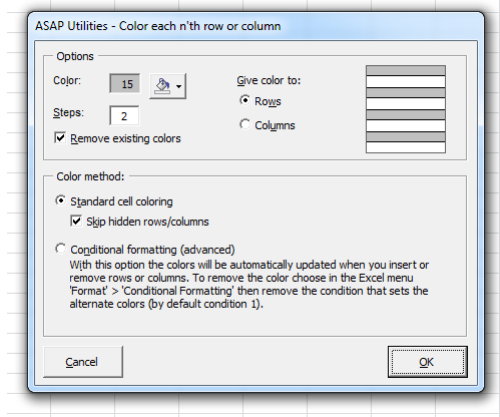 ASAP Utilities - Color each n'th row or column
Options
Color: 15
Give color to:
Rows
Steps: 2
Columns
Remove existing colors
Color method:
Standard cell coloring
Skip hidden rows/columns
Conditional formatting (advanced)
With this option the colors will be automatically updated when you insert or
remove rows or columns. To remove the color choose in the Excel menu
'Format' > 'Conditional Formatting' then remove the condition that sets the
alternate colors (by default condition 1).
Cancel
OK